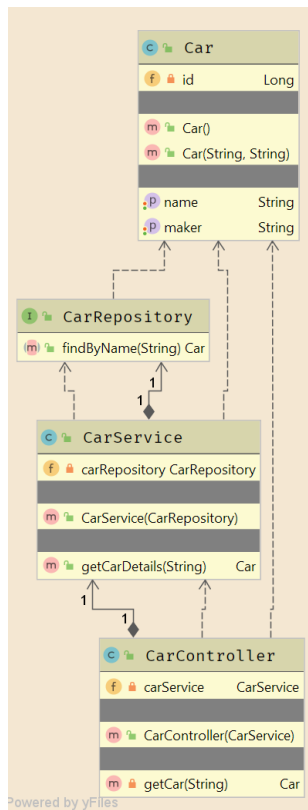 C Car
f id Long
m Car()
m Car(String, String)
p name String
p maker String
I CarRepository
(m) findByName(String) Car
1
1
C CarService
f carRepository CarRepository
m CarService(CarRepository)
m getCarDetails(String) Car
1
1
C CarController
f carService CarService
m CarController(CarService)
m getCar(String) Car
Powered by yFiles